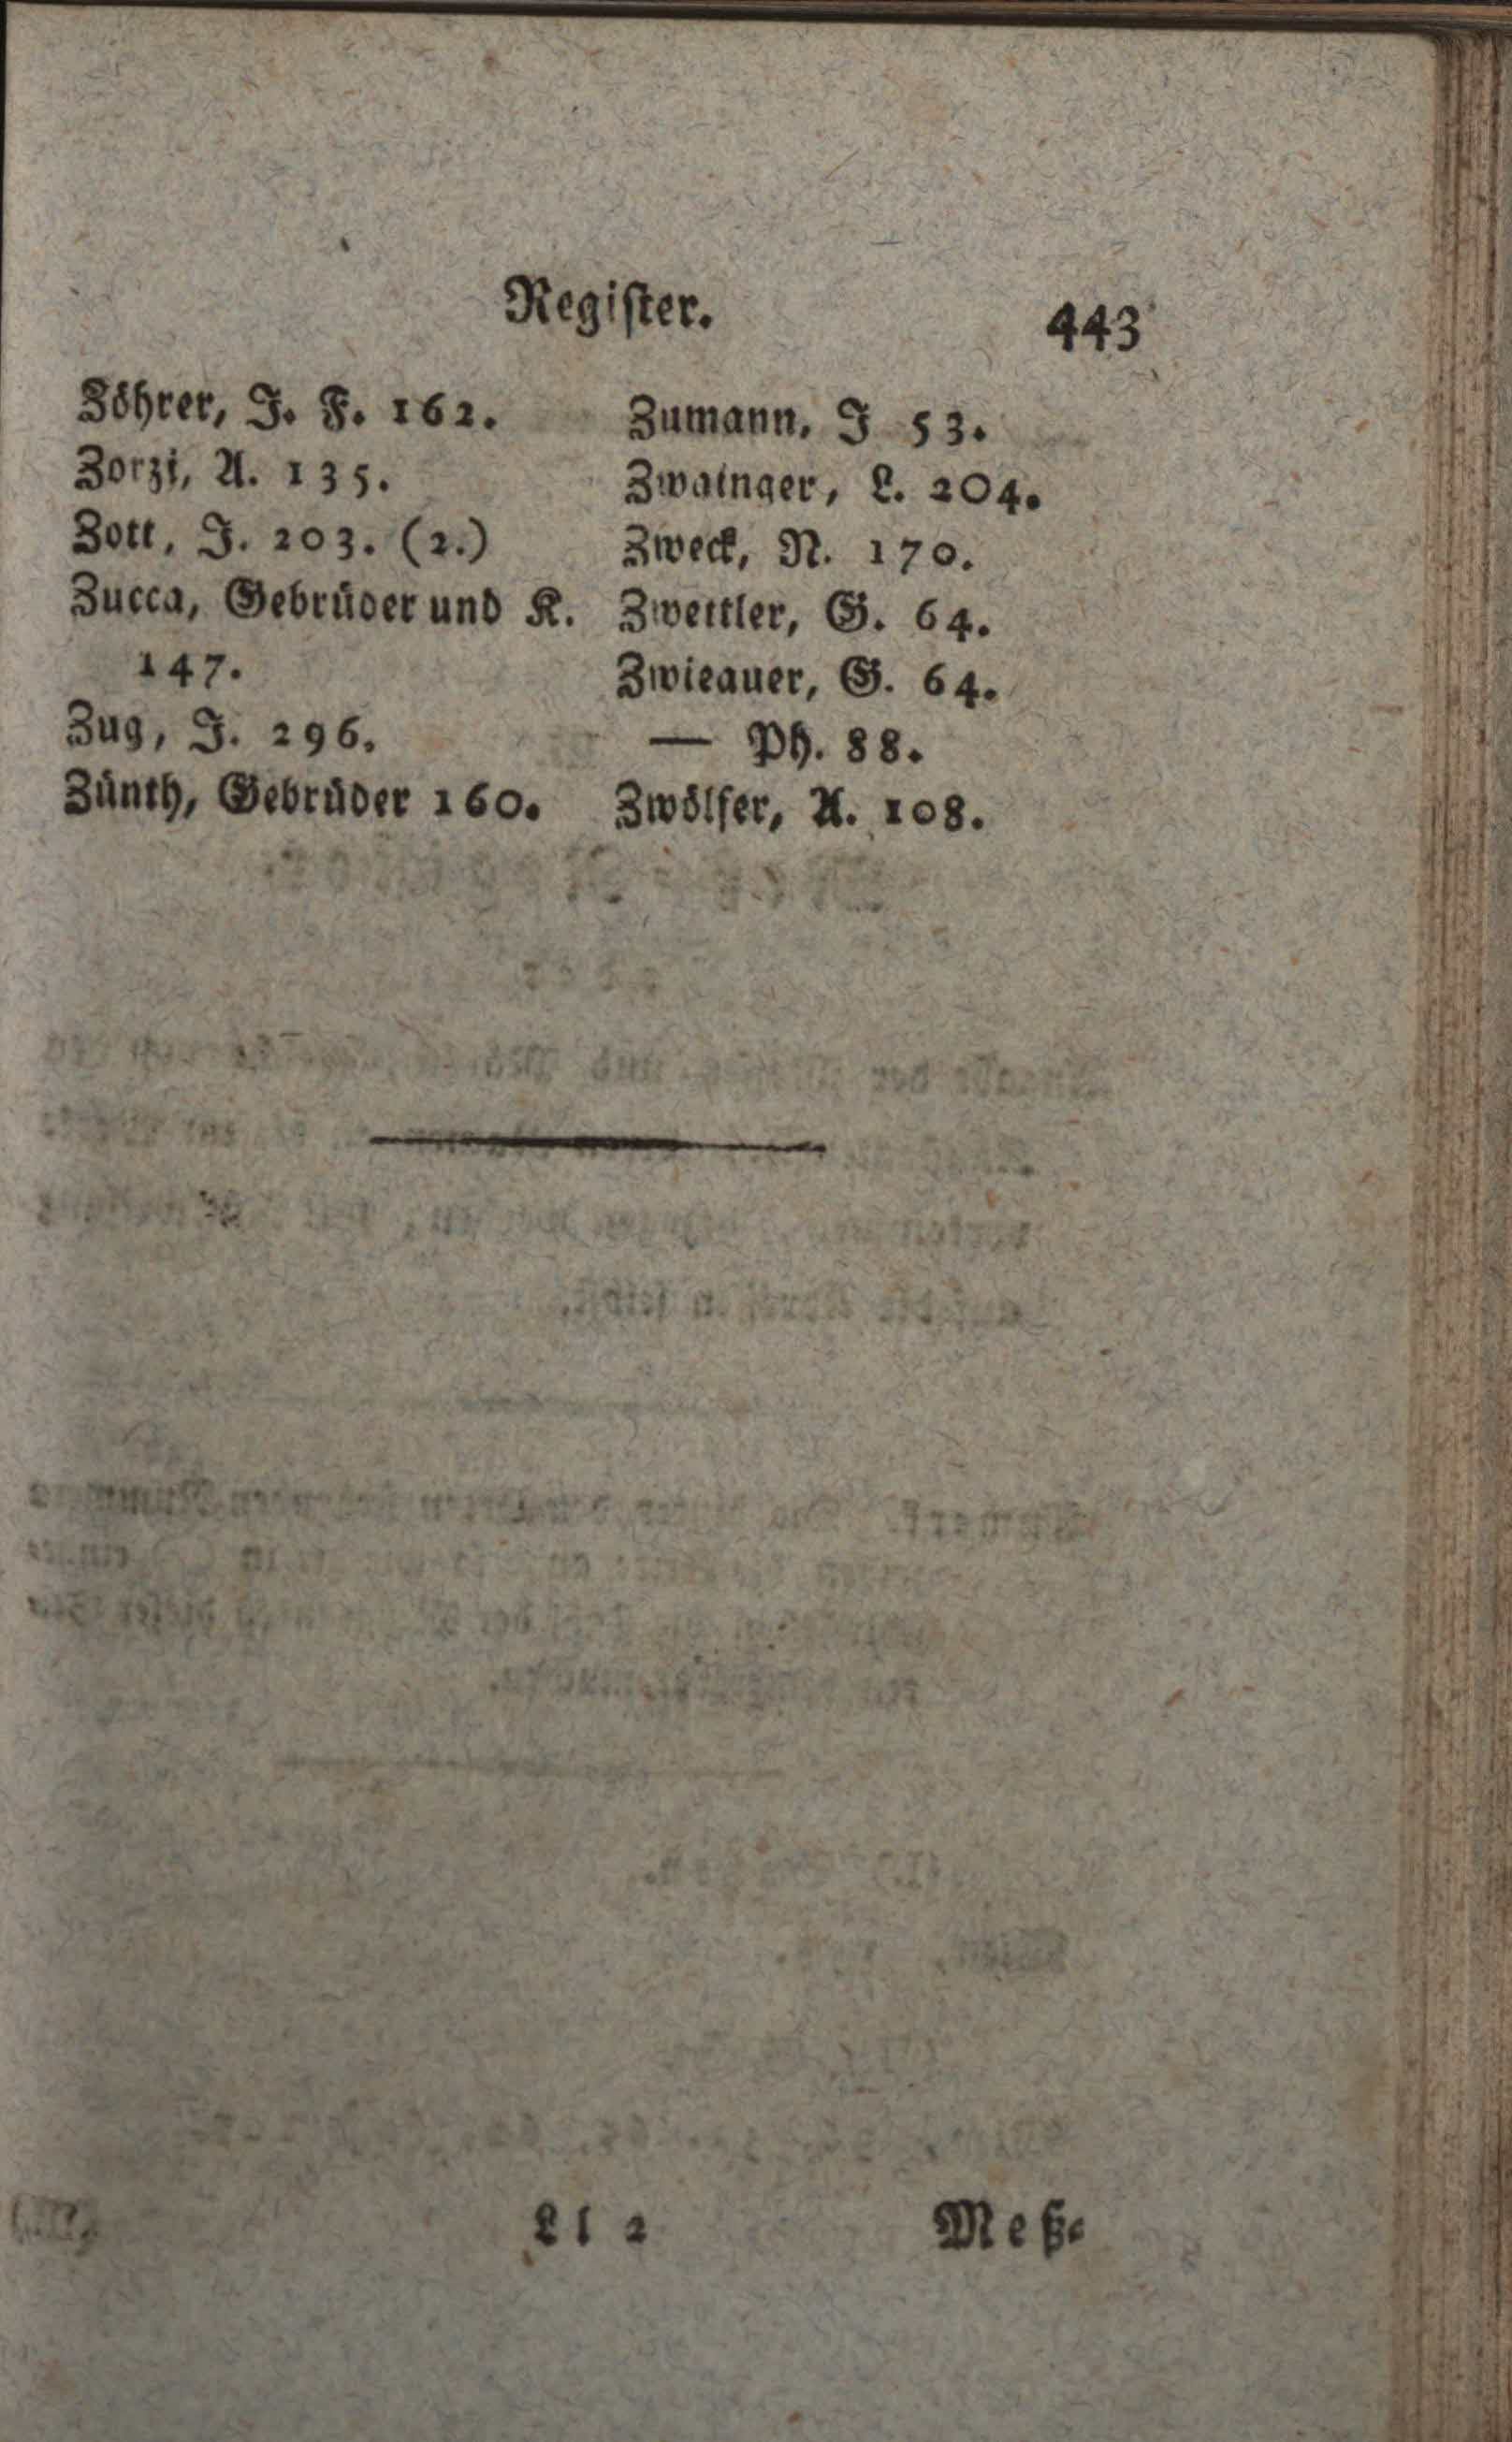 Register.
443
Zöhrer, J. F. 162.
Zorzi, A. 135.
Zott, J. 203. (2.)
Zucca, Gebrüder und K.
147.
Zug, J. 296.
Zünth, Gebrüder 160.
Zumann, J 53.
Zwainger, L. 204.
Zweck, N. 170.
Zwettler, G. 64.
Zwieauer, G. 64.
— Ph. 88.
Zwölfer, A. 108.
Ll 2
Meß-